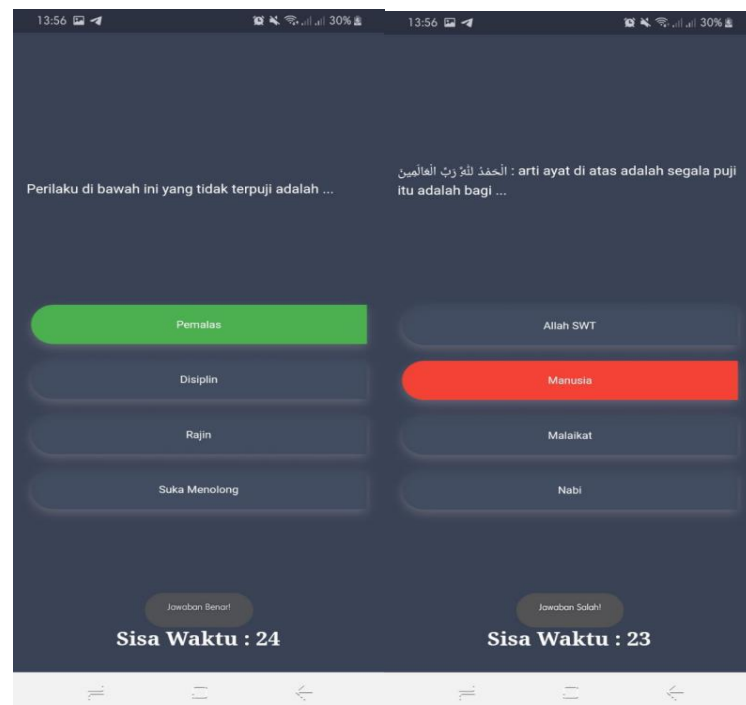 13:56
30%
Perilaku di bawah ini yang tidak terpuji adalah ...
Pemalas
Disiplin
Rajin
Suka Menolong
Jawaban Benar!
Sisa Waktu : 24
13:56
30%
الْحَمْدُ لِلَّهِ رَبِّ الْعَالَمِينَ : arti ayat di atas adalah segala puji
itu adalah bagi ...
Allah SWT
Manusia
Malaikat
Nabi
Jawaban Salah!
Sisa Waktu : 23